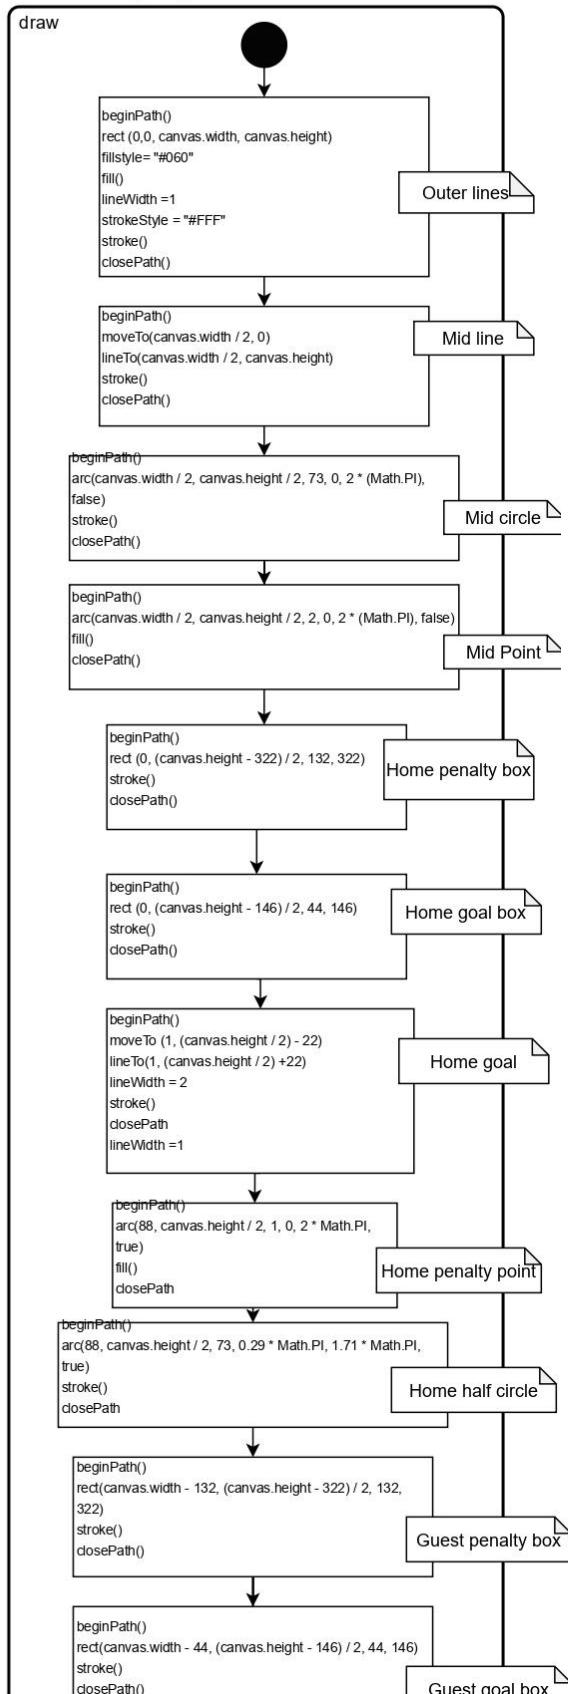 draw
beginPath()
rect (0,0, canvas.width, canvas.height)
fillstyle= "#060"
fill()
lineWidth =1
strokeStyle = "#FFF"
stroke()
closePath()
Outer lines
beginPath()
moveTo(canvas.width / 2, 0)
lineTo(canvas.width / 2, canvas.height)
stroke()
closePath()
Mid line
beginPath()
arc(canvas.width / 2, canvas.height / 2, 73, 0, 2 * (Math.PI),
false)
stroke()
closePath()
Mid circle
beginPath()
arc(canvas.width / 2, canvas.height / 2, 2, 0, 2 * (Math.PI), false)
fill()
closePath()
Mid Point
beginPath()
rect (0, (canvas.height - 322) / 2, 132, 322)
stroke()
closePath()
Home penalty box
beginPath()
rect (0, (canvas.height - 146) / 2, 44, 146)
stroke()
closePath()
Home goal box
beginPath()
moveTo (1, (canvas.height / 2) - 22)
lineTo(1, (canvas.height / 2) +22)
lineWidth = 2
stroke()
closePath
lineWidth =1
Home goal
beginPath()
arc(88, canvas.height / 2, 1, 0, 2 * Math.PI,
true)
fill()
closePath
Home penalty point
beginPath()
arc(88, canvas.height / 2, 73, 0.29 * Math.PI, 1.71 * Math.PI,
true)
stroke()
closePath
Home half circle
beginPath()
rect(canvas.width - 132, (canvas.height - 322) / 2, 132,
322)
stroke()
closePath()
Guest penalty box
beginPath()
rect(canvas.width - 44, (canvas.height - 146) / 2, 44, 146)
stroke()
closePath()
Guest goal box